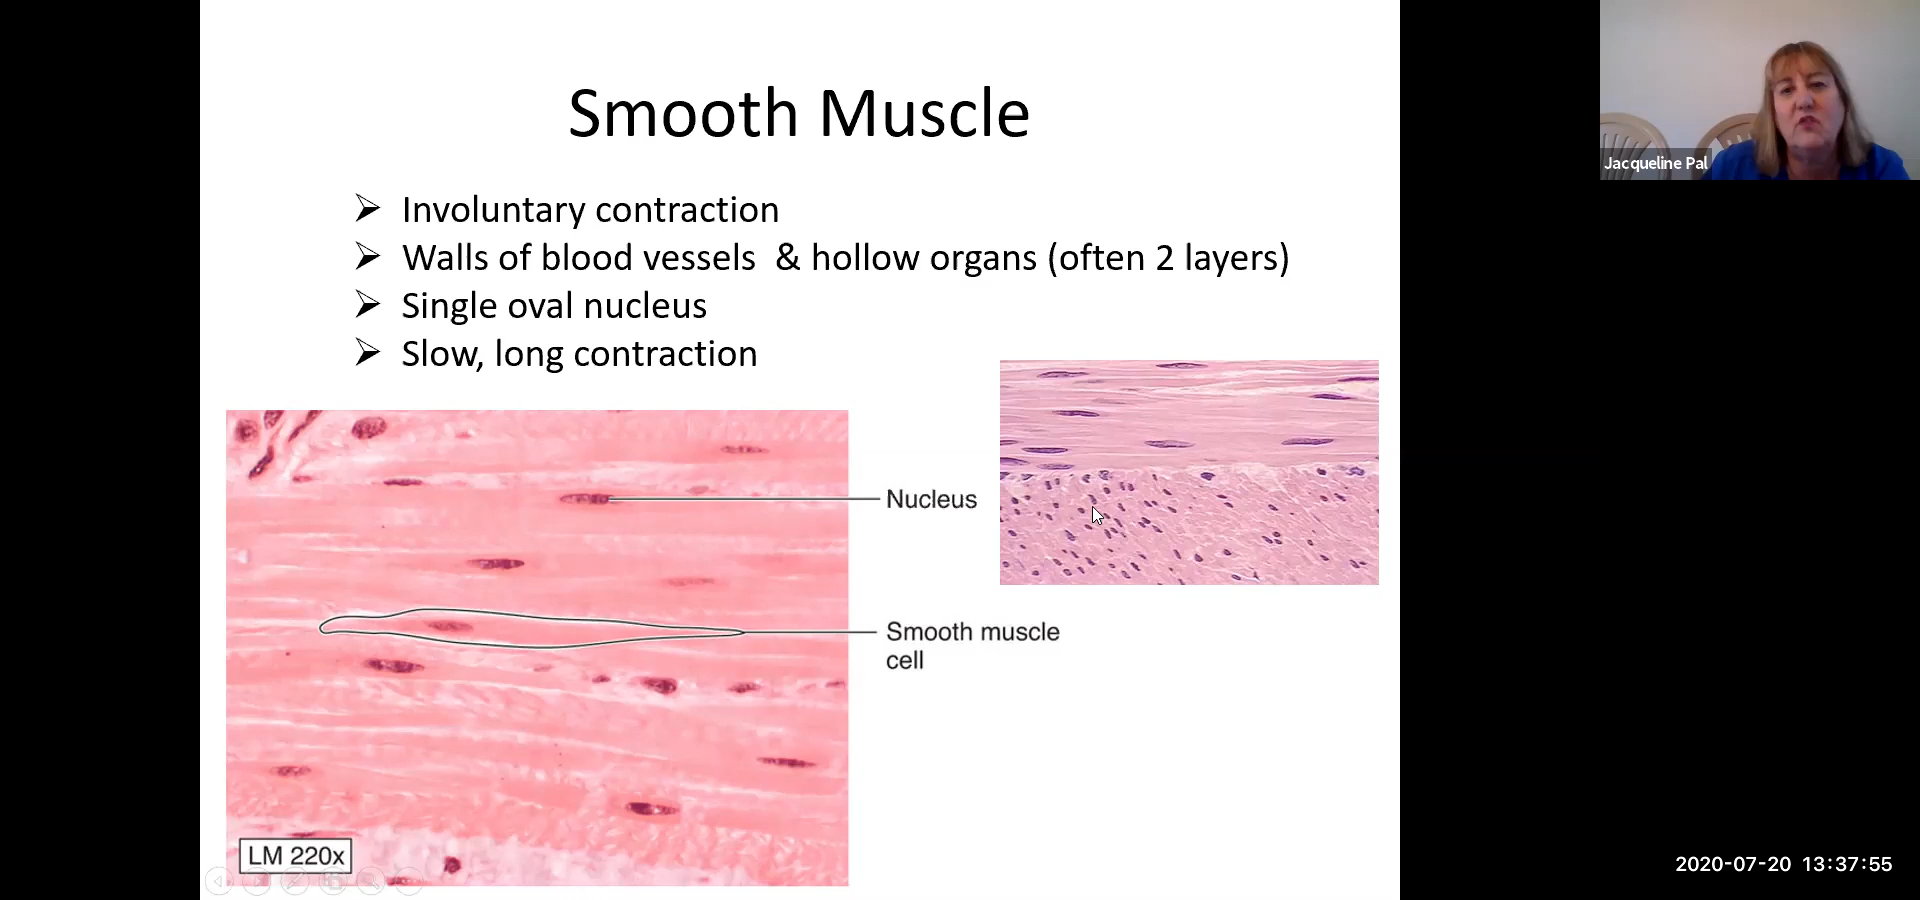 Smooth Muscle
Involuntary contraction
Walls of blood vessels & hollow organs (often 2 layers)
Single oval nucleus
Slow, long contraction
Nucleus
Smooth muscle
cell
LM 220x
Jacqueline Pal
2020-07-20 13:37:55